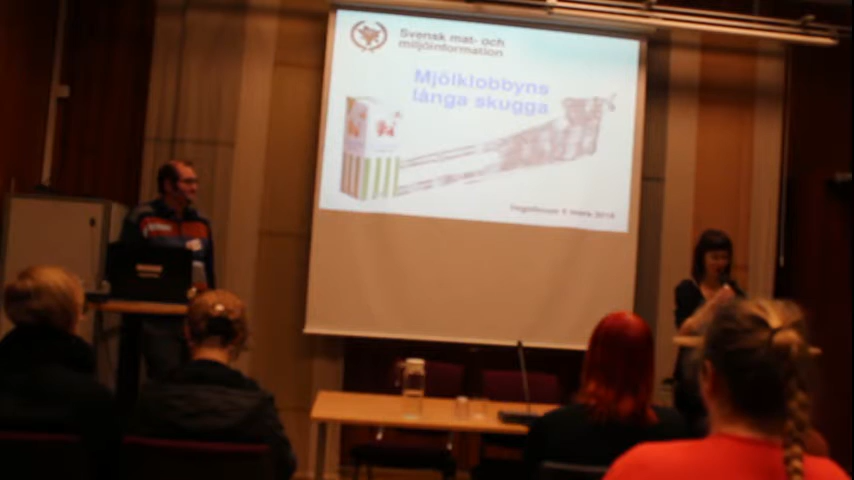 Svensk mat- och
miljöinformation
Mjölklobbyns
långa skugga